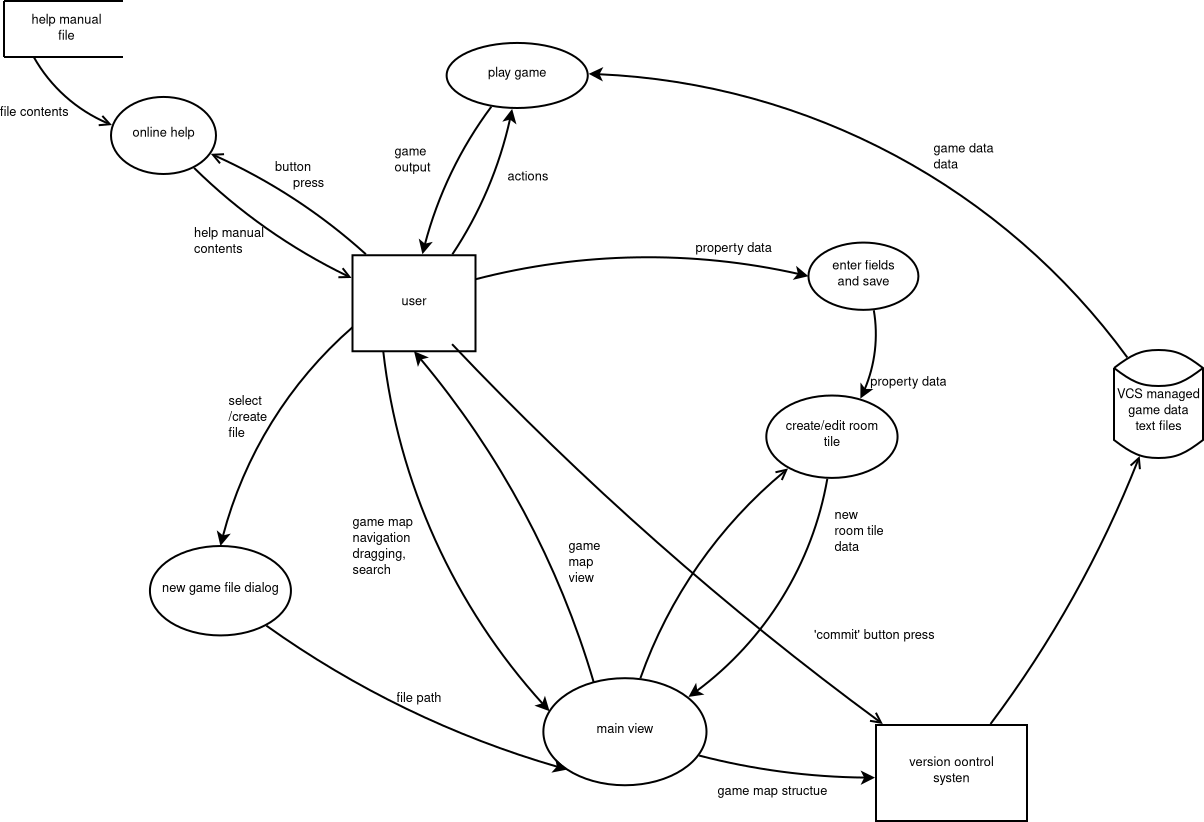 help manual
file
file contents
online help
button
press
help manual
contents
play game
game
output
actions
game data
data
property data
enter fields
and save
user
property data
VCS managed
game data
text files
create/edit room
tile
select
/create
file
game map
navigation
dragging,
search
game
map
view
new
room tile
data
new game file dialog
'commit' button press
file path
main view
game map structue
version oontrol
systen